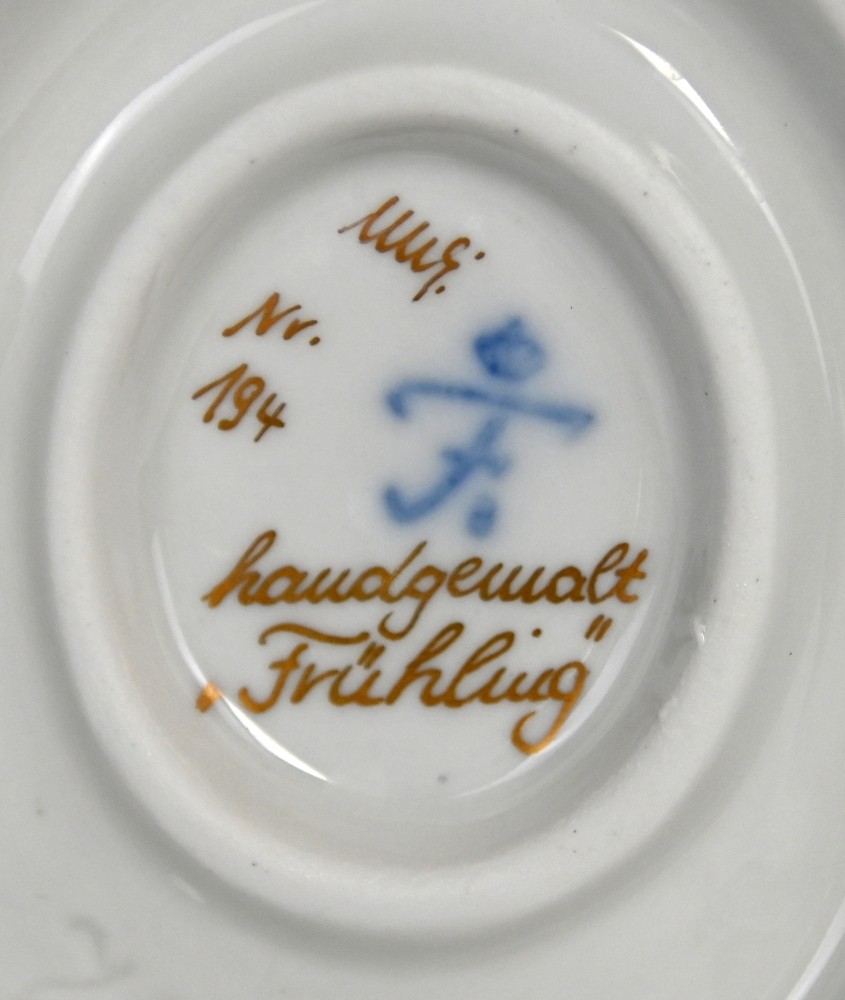 Nr.
194
F.
handgemalt
„Frühling"